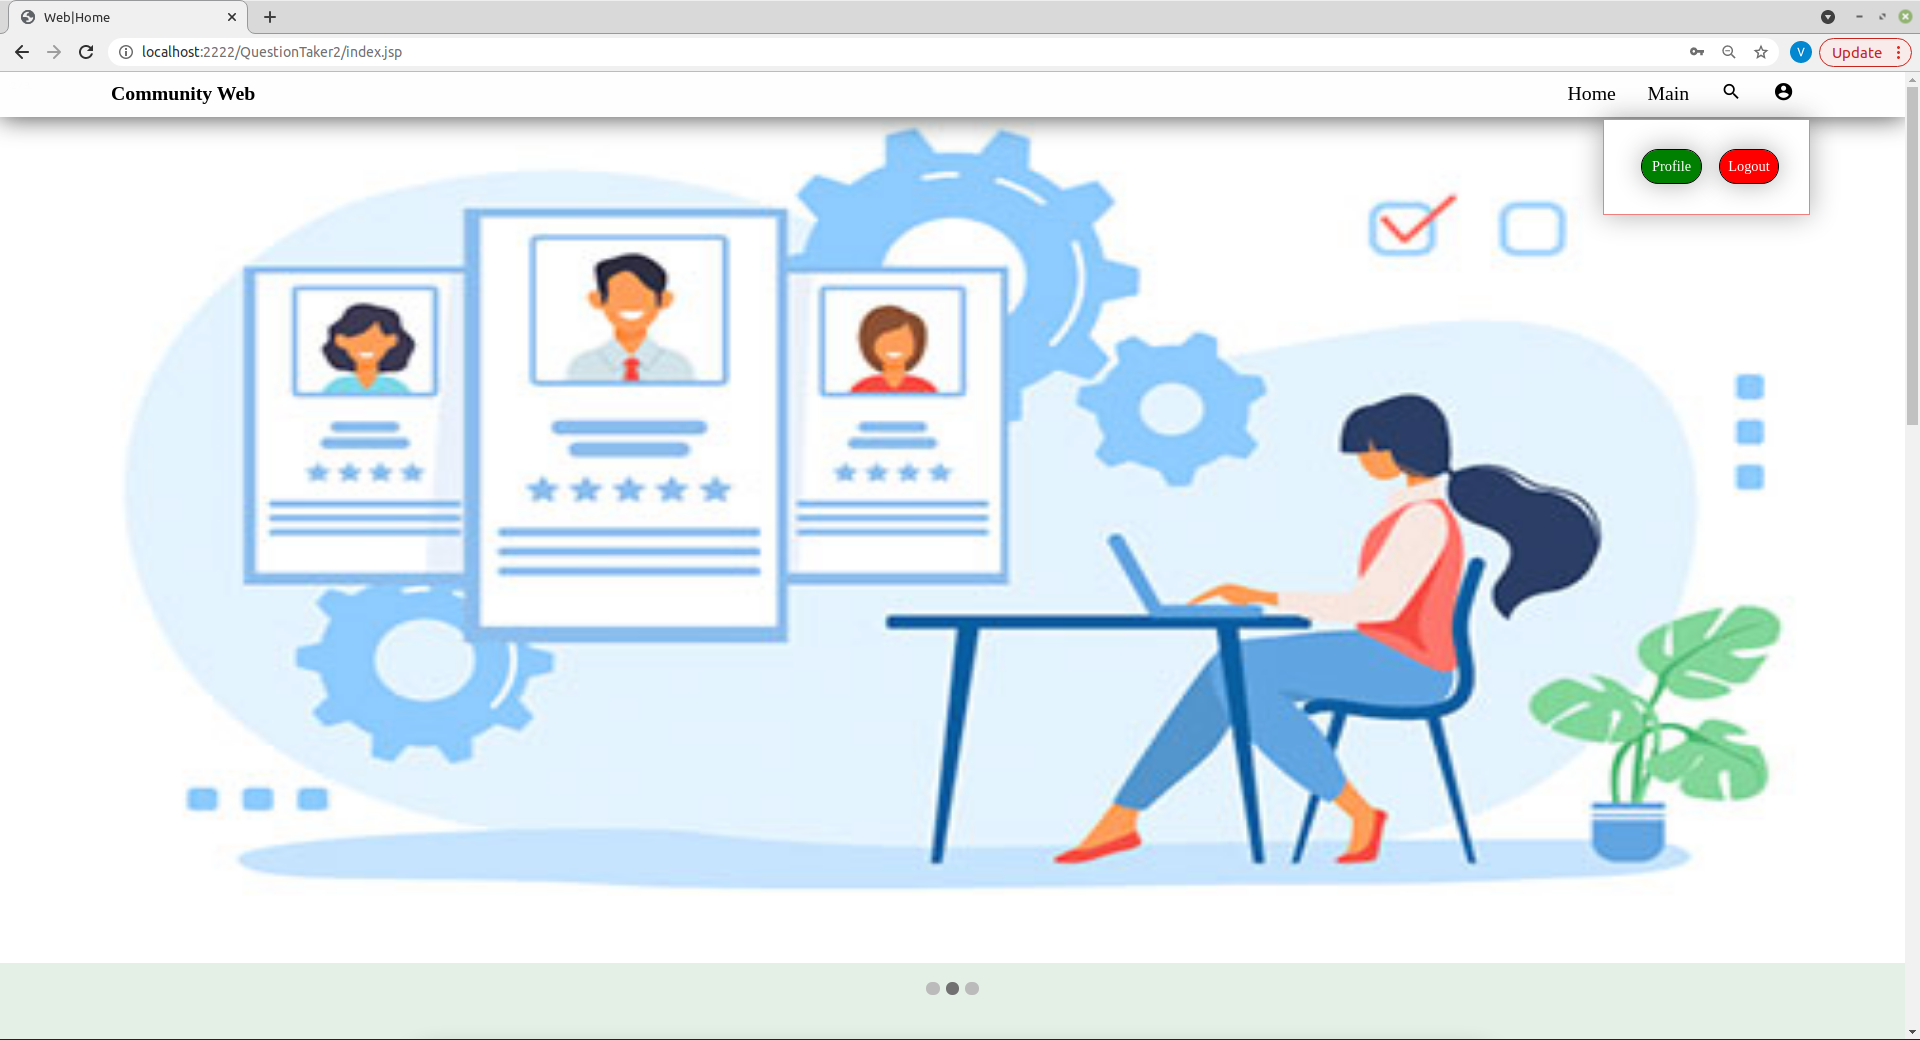 Web|Home
localhost:2222/QuestionTaker2/index.jsp
V
Update
Community Web
Home
Main
Profile
Logout